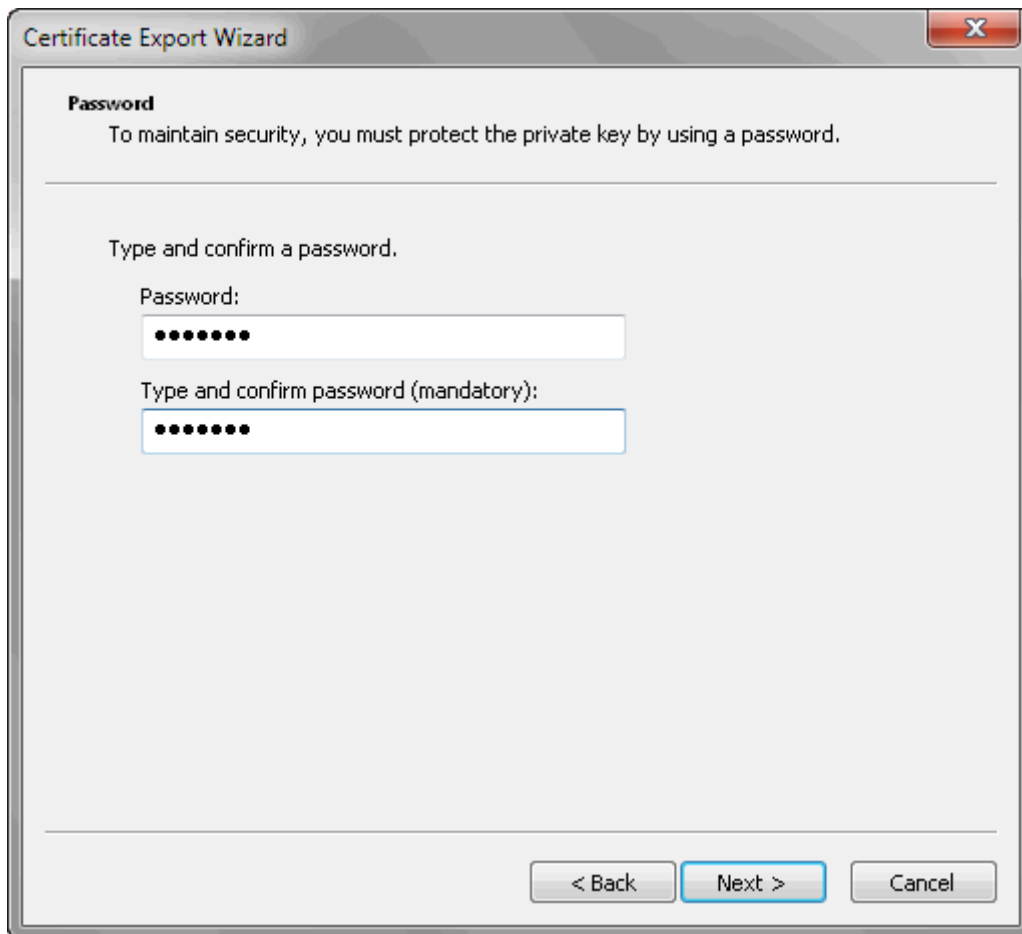 Certificate Export Wizard
Password
To maintain security, you must protect the private key by using a password.
Type and confirm a password.
Password:
•••••••
Type and confirm password (mandatory):
•••••••
< Back Next > Cancel